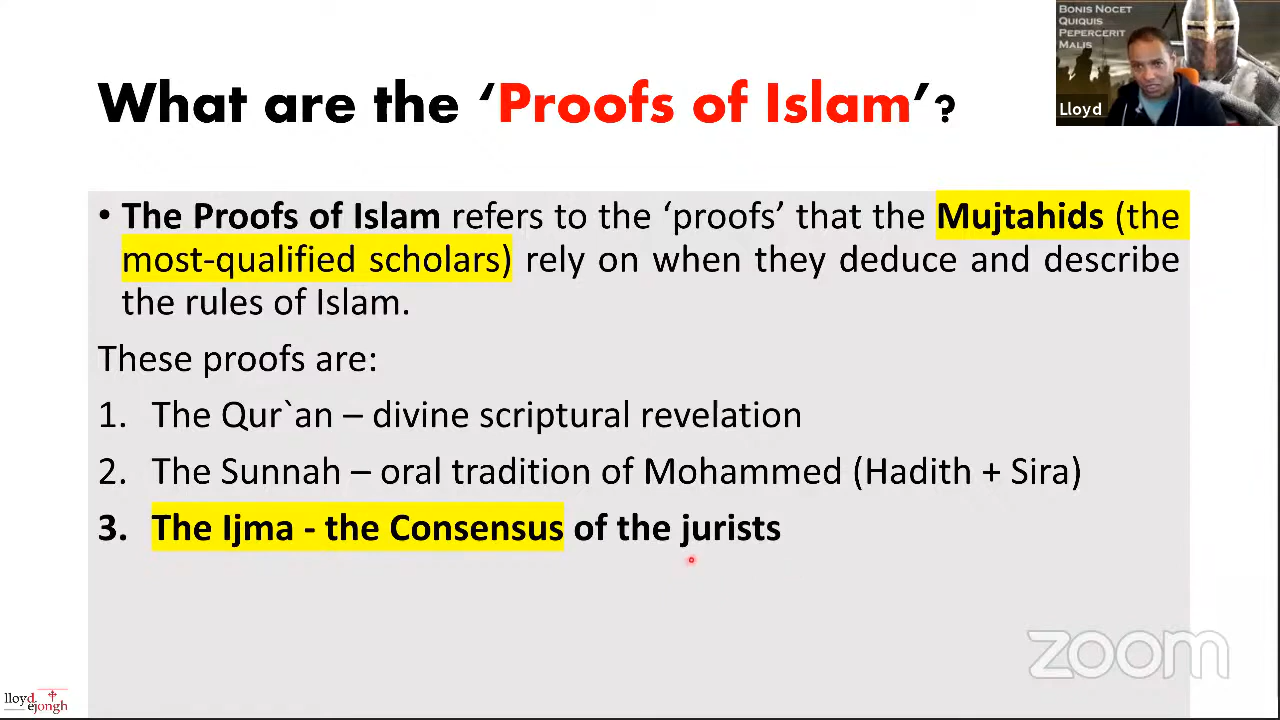 BONIS NOCET
QUIQUIS
PEPERCERIT
MALIS
Lloyd
What are the ‘Proofs of Islam’?
• The Proofs of Islam refers to the ‘proofs’ that the Mujtahids (the
most-qualified scholars) rely on when they deduce and describe
the rules of Islam.
These proofs are:
1. The Qur`an – divine scriptural revelation
2. The Sunnah – oral tradition of Mohammed (Hadith + Sira)
3. The Ijma - the Consensus of the jurists
zoom
lloyd
ejongh